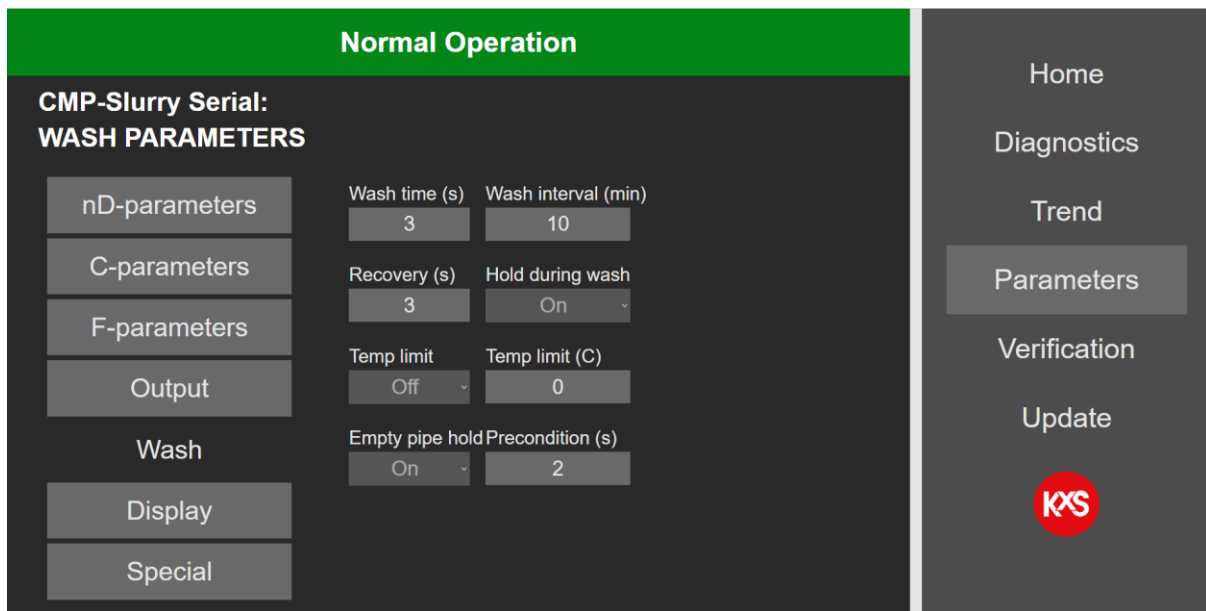 Normal Operation
CMP-Slurry Serial:
WASH PARAMETERS
nD-parameters
C-parameters
F-parameters
Output
Wash
Display
Special
Wash time (s) Wash interval (min)
3 10
Recovery (s) Hold during wash
3 On
Temp limit Temp limit (C)
Off 0
Empty pipe hold Precondition (s)
On 2
Home
Diagnostics
Trend
Parameters
Verification
Update
KXS